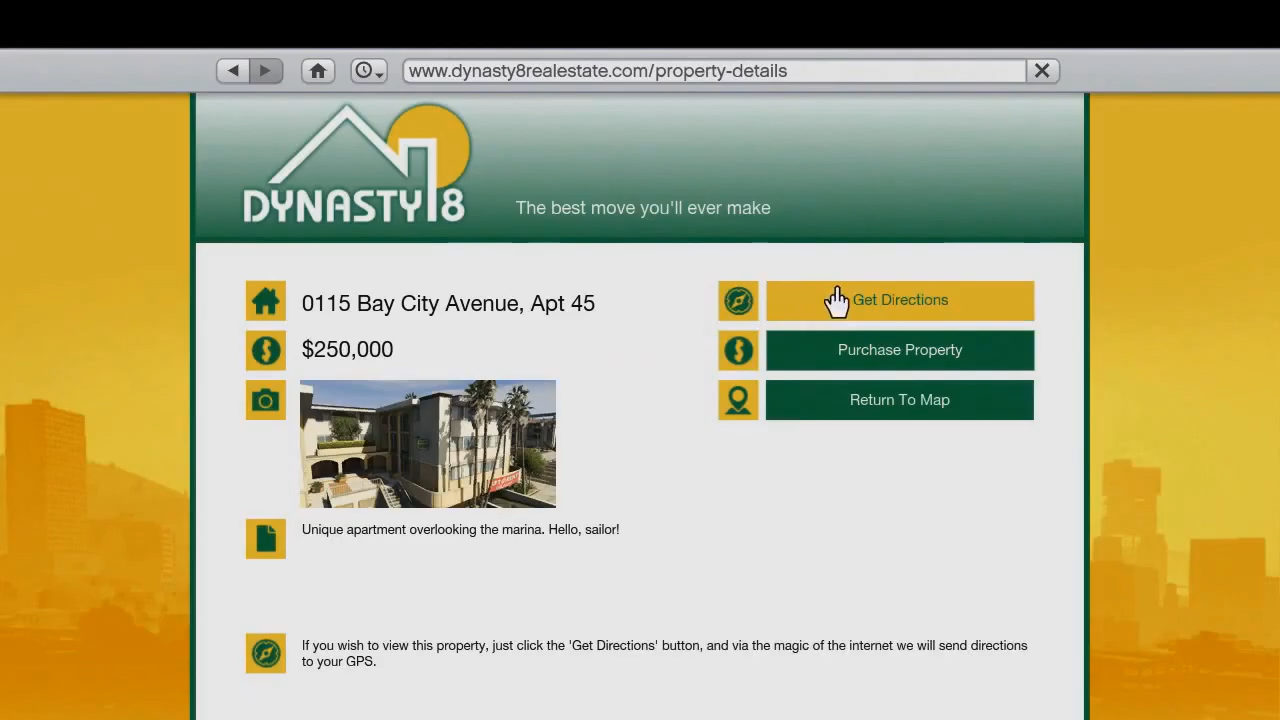 www.dynasty8realestate.com/property-details
DYNASTY 8
The best move you'll ever make
0115 Bay City Avenue, Apt 45
$250,000
Get Directions
Purchase Property
Return To Map
Unique apartment overlooking the marina. Hello, sailor!
If you wish to view this property, just click the 'Get Directions' button, and via the magic of the internet we will send directions
to your GPS.